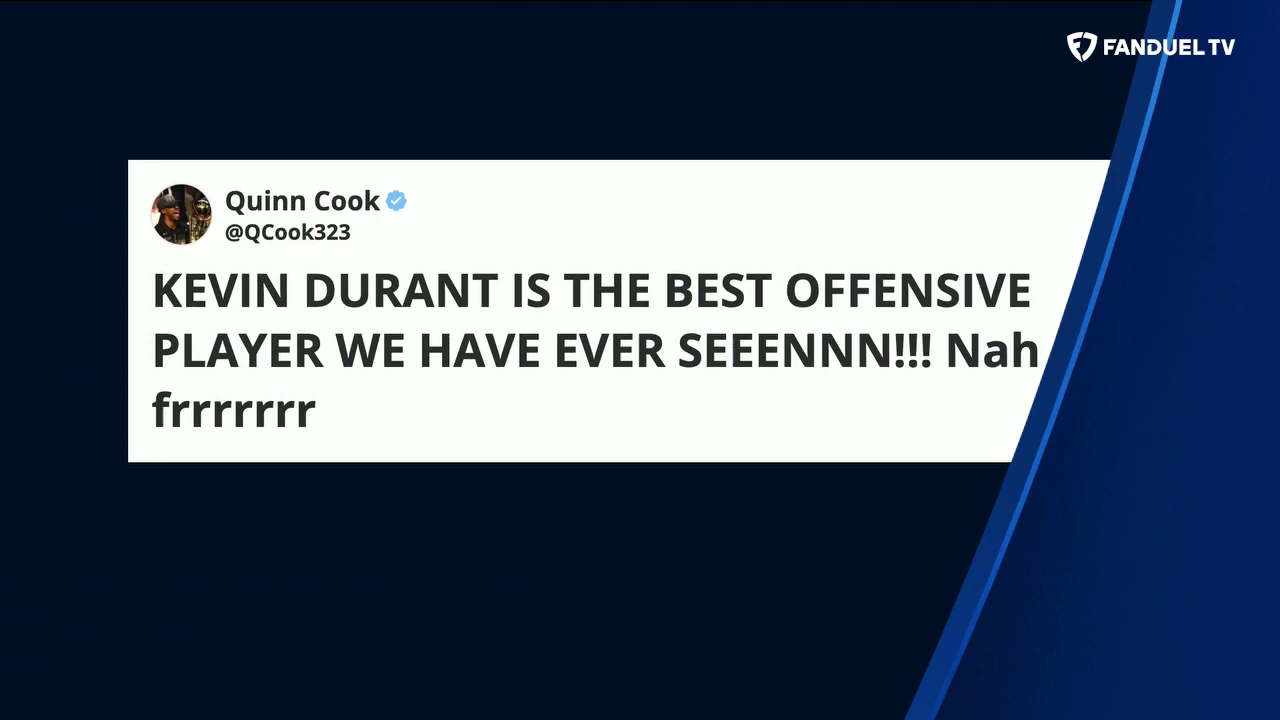 FANDUEL TV
Quinn Cook
@QCook323
KEVIN DURANT IS THE BEST OFFENSIVE
PLAYER WE HAVE EVER SEEENNN!!! Nah
frrrrrrr